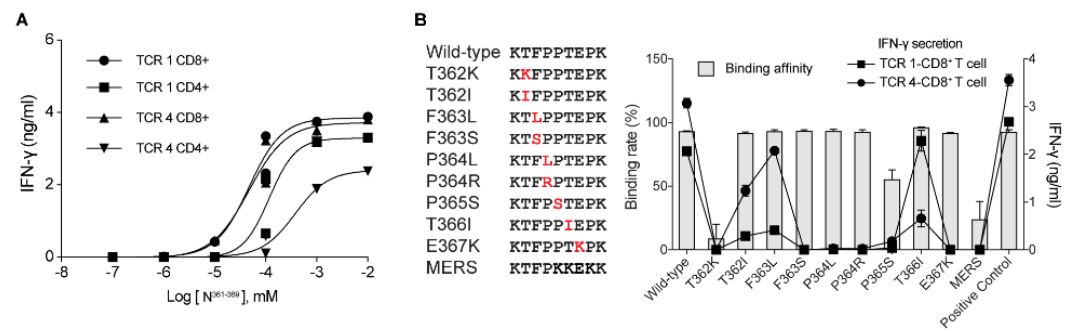 A
6
4
2
0
IFN-γ (ng/ml)
-8
-7
-6
-5
-4
-3
-2
Log [ N³⁶¹⁻³⁶⁹], mM
TCR 1 CD8+
TCR 1 CD4+
TCR 4 CD8+
TCR 4 CD4+
B
Wild-type KTFPPTEPK
T362K KKFPPTEPK
T362I KIFPPTEPK
F363L KTLPPTEPK
F363S KTSPPTEPK
P364L KTFLPTEPK
P364R KTFRPTEPK
P365S KTFPSTEPK
T366I KTFPPIEPK
E367K KTFPPTKPK
MERS KTFPKKEKK
150
100
50
0
Binding rate (%)
Binding affinity
IFN-γ secretion
TCR 1-CD8⁺ T cell
TCR 4-CD8⁺ T cell
4
3
2
1
0
IFN-γ (ng/ml)
Wild-type
T362K
T362I
F363L
F363S
P364L
P364R
P365S
T366I
E367K
MERS
Positive Control